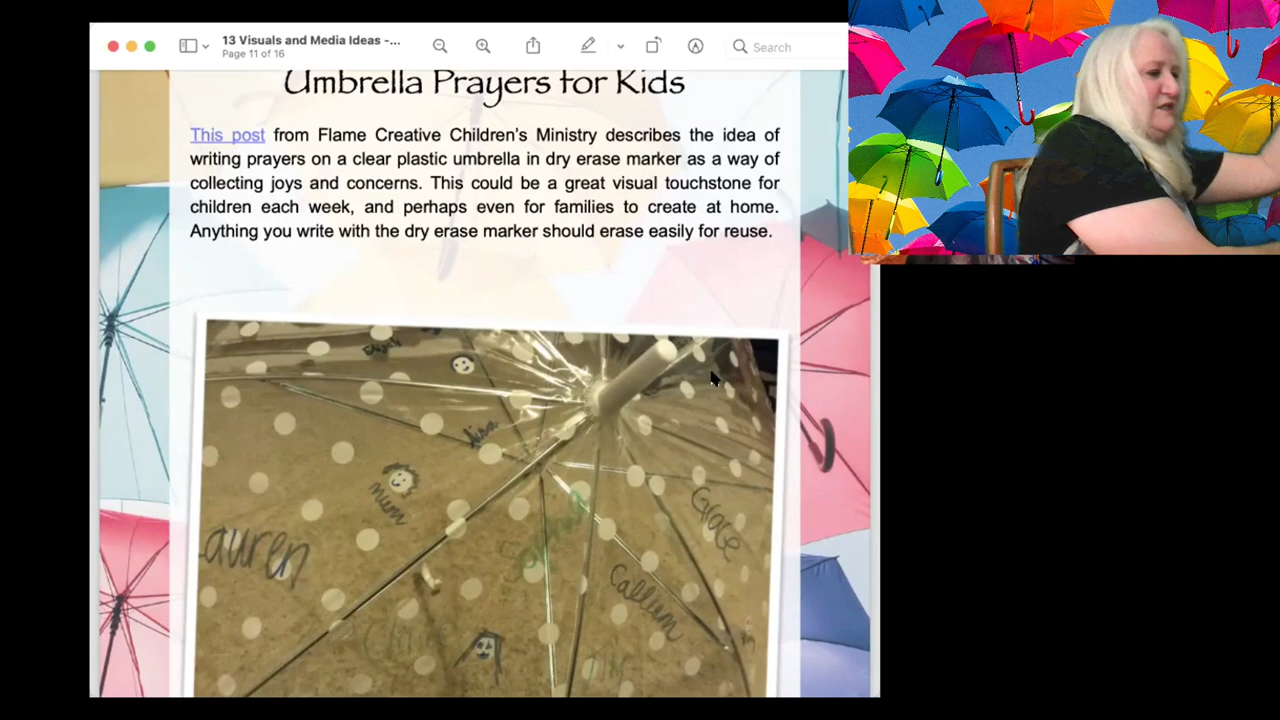 13 Visuals and Media Ideas -...
Page 11 of 16
Search
Umbrella Prayers for Kids
This post from Flame Creative Children's Ministry describes the idea of
writing prayers on a clear plastic umbrella in dry erase marker as a way of
collecting joys and concerns. This could be a great visual touchstone for
children each week, and perhaps even for families to create at home.
Anything you write with the dry erase marker should erase easily for reuse.
Mum
Grace
auren
Callum